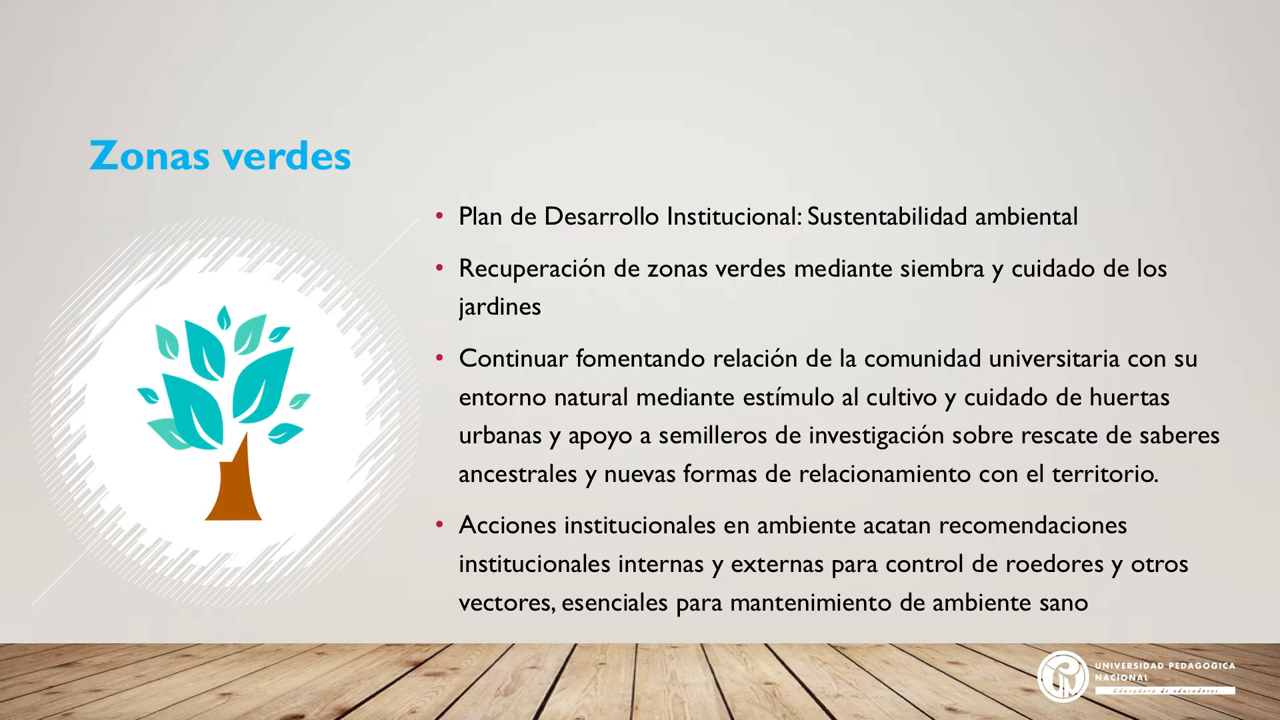 Zonas verdes
• Plan de Desarrollo Institucional: Sustentabilidad ambiental
• Recuperación de zonas verdes mediante siembra y cuidado de los
jardines
• Continuar fomentando relación de la comunidad universitaria con su
entorno natural mediante estímulo al cultivo y cuidado de huertas
urbanas y apoyo a semilleros de investigación sobre rescate de saberes
ancestrales y nuevas formas de relacionamiento con el territorio.
• Acciones institucionales en ambiente acatan recomendaciones
institucionales internas y externas para control de roedores y otros
vectores, esenciales para mantenimiento de ambiente sano
UNIVERSIDAD PEDAGOGICA
NACIONAL
Educadora de educadores